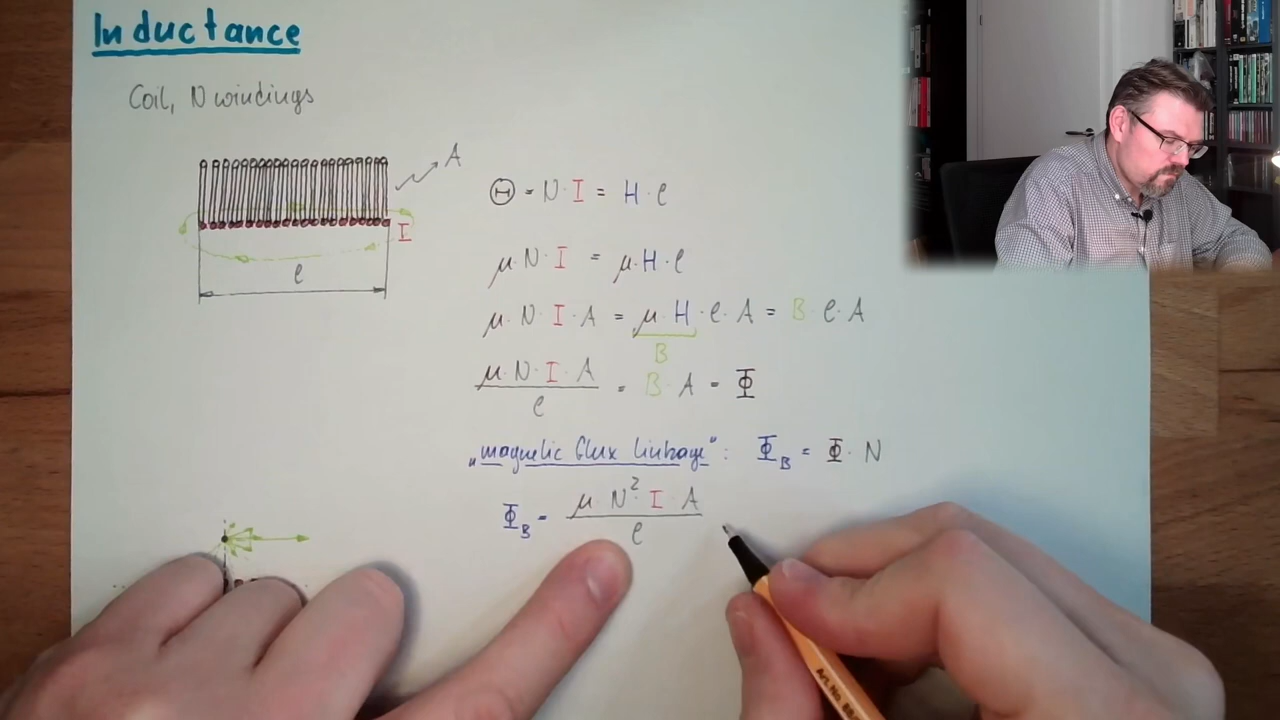 Inductance
Coil, N windings
A
I
ℓ
Θ = N · I = H · ℓ
μ · N · I = μ · H · ℓ
μ · N · I · A = μ · H · ℓ · A = B · ℓ · A
B
μ · N · I · A / ℓ = B · A = Φ
„magnetic flux linkage“: Φ_B = Φ · N
Φ_B = μ · N² · I · A / ℓ